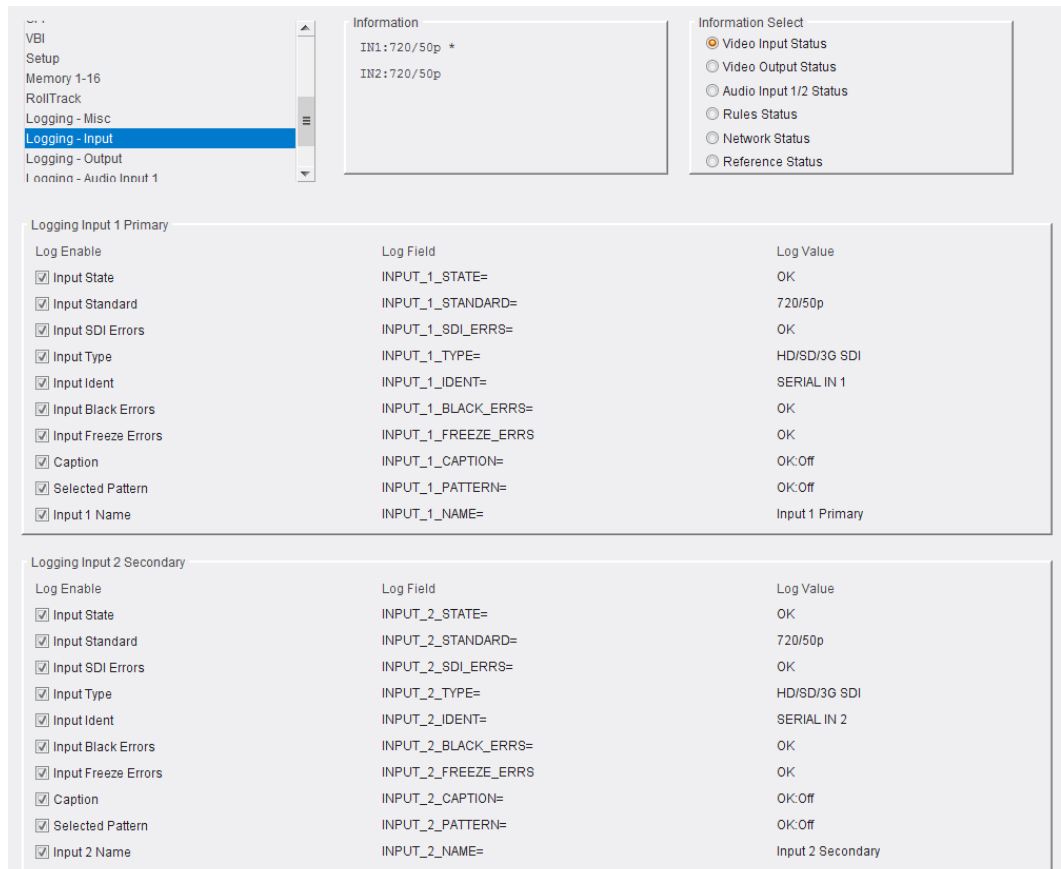 VBI
Setup
Memory 1-16
RollTrack
Logging - Misc
Logging - Input
Logging - Output
Logging - Audio Input 1
Information
IN1:720/50p *
IN2:720/50p
Information Select
Video Input Status
Video Output Status
Audio Input 1/2 Status
Rules Status
Network Status
Reference Status
Logging Input 1 Primary
Log Enable Log Field Log Value
Input State INPUT_1_STATE= OK
Input Standard INPUT_1_STANDARD= 720/50p
Input SDI Errors INPUT_1_SDI_ERRS= OK
Input Type INPUT_1_TYPE= HD/SD/3G SDI
Input Ident INPUT_1_IDENT= SERIAL IN 1
Input Black Errors INPUT_1_BLACK_ERRS= OK
Input Freeze Errors INPUT_1_FREEZE_ERRS OK
Caption INPUT_1_CAPTION= OK:Off
Selected Pattern INPUT_1_PATTERN= OK:Off
Input 1 Name INPUT_1_NAME= Input 1 Primary
Logging Input 2 Secondary
Log Enable Log Field Log Value
Input State INPUT_2_STATE= OK
Input Standard INPUT_2_STANDARD= 720/50p
Input SDI Errors INPUT_2_SDI_ERRS= OK
Input Type INPUT_2_TYPE= HD/SD/3G SDI
Input Ident INPUT_2_IDENT= SERIAL IN 2
Input Black Errors INPUT_2_BLACK_ERRS= OK
Input Freeze Errors INPUT_2_FREEZE_ERRS OK
Caption INPUT_2_CAPTION= OK:Off
Selected Pattern INPUT_2_PATTERN= OK:Off
Input 2 Name INPUT_2_NAME= Input 2 Secondary